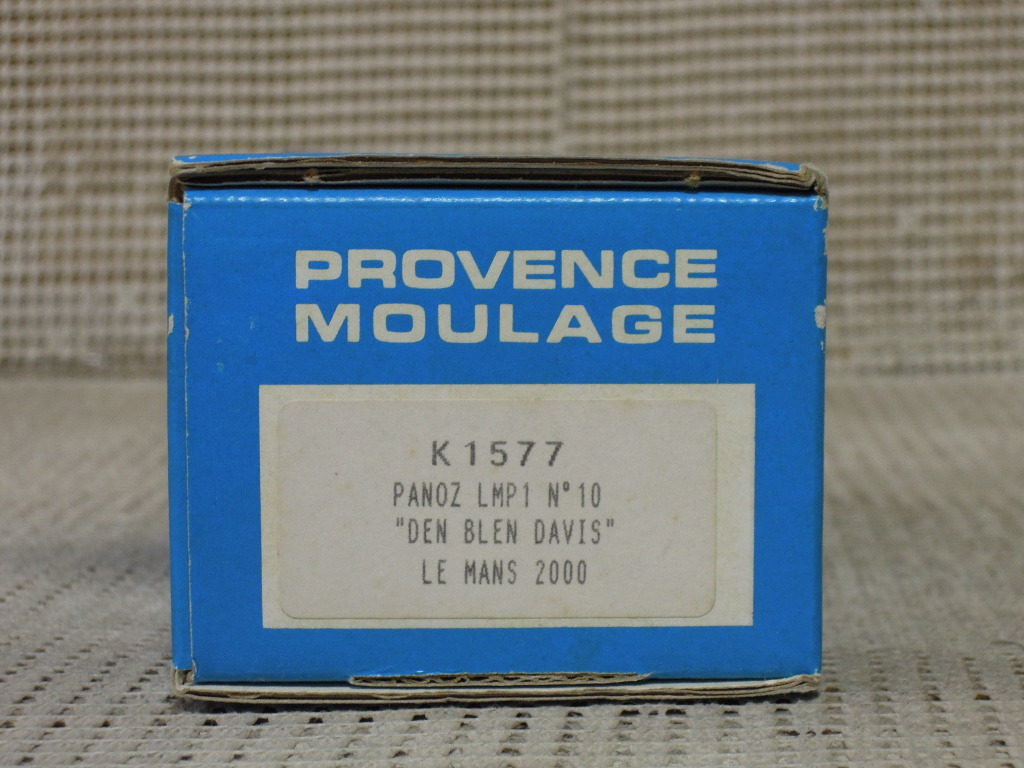 PROVENCE
MOULAGE
K1577
PANOZ LMP1 N°10
"DEN BLEN DAVIS"
LE MANS 2000